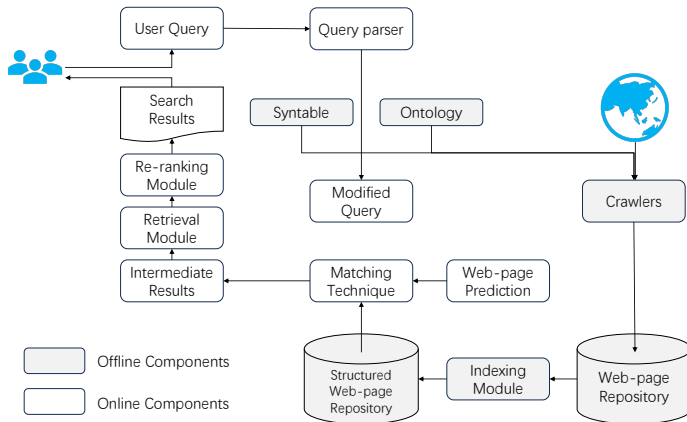 User Query
Query parser
Search
Results
Syntable
Ontology
Re-ranking
Module
Modified
Query
Crawlers
Retrieval
Module
Intermediate
Results
Matching
Technique
Web-page
Prediction
Offline Components
Structured
Web-page
Repository
Indexing
Module
Web-page
Repository
Online Components